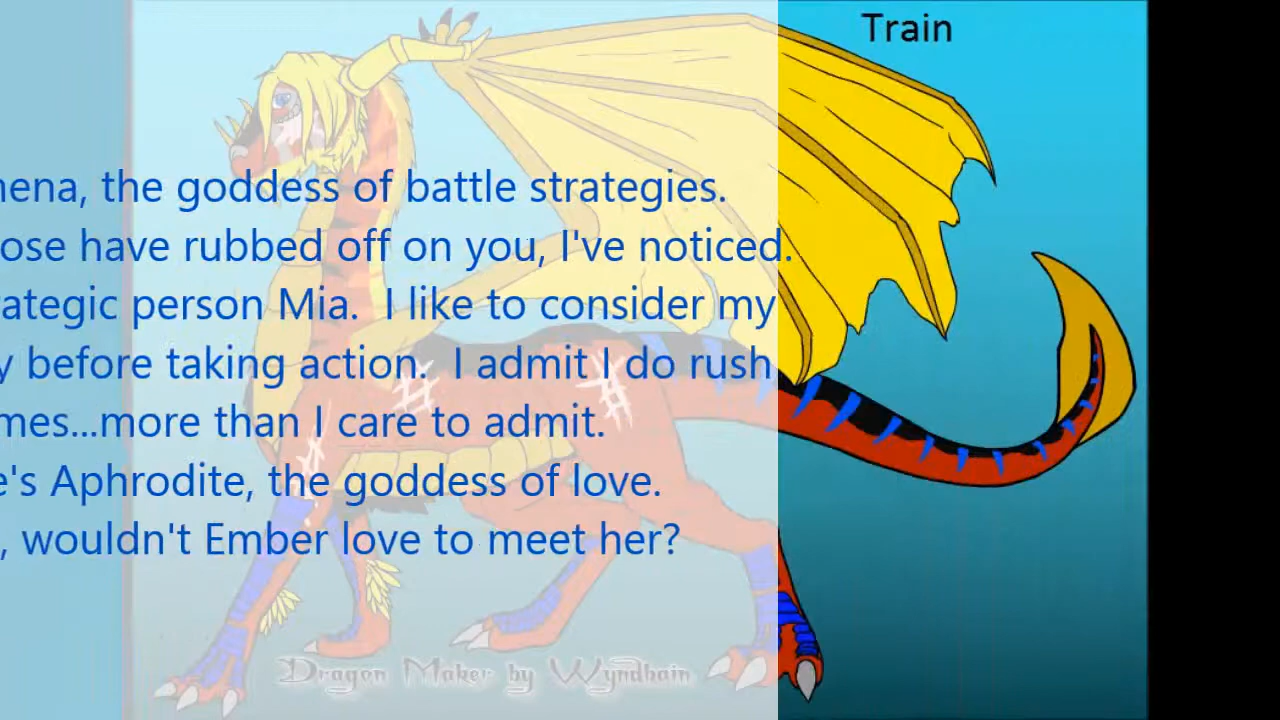 Train
hena, the goddess of battle strategies.
ose have rubbed off on you, I've noticed.
ategic person Mia.  I like to consider my
y before taking action.  I admit I do rush
mes...more than I care to admit.
e's Aphrodite, the goddess of love.
, wouldn't Ember love to meet her?
Dragon Maker by Wyndbain